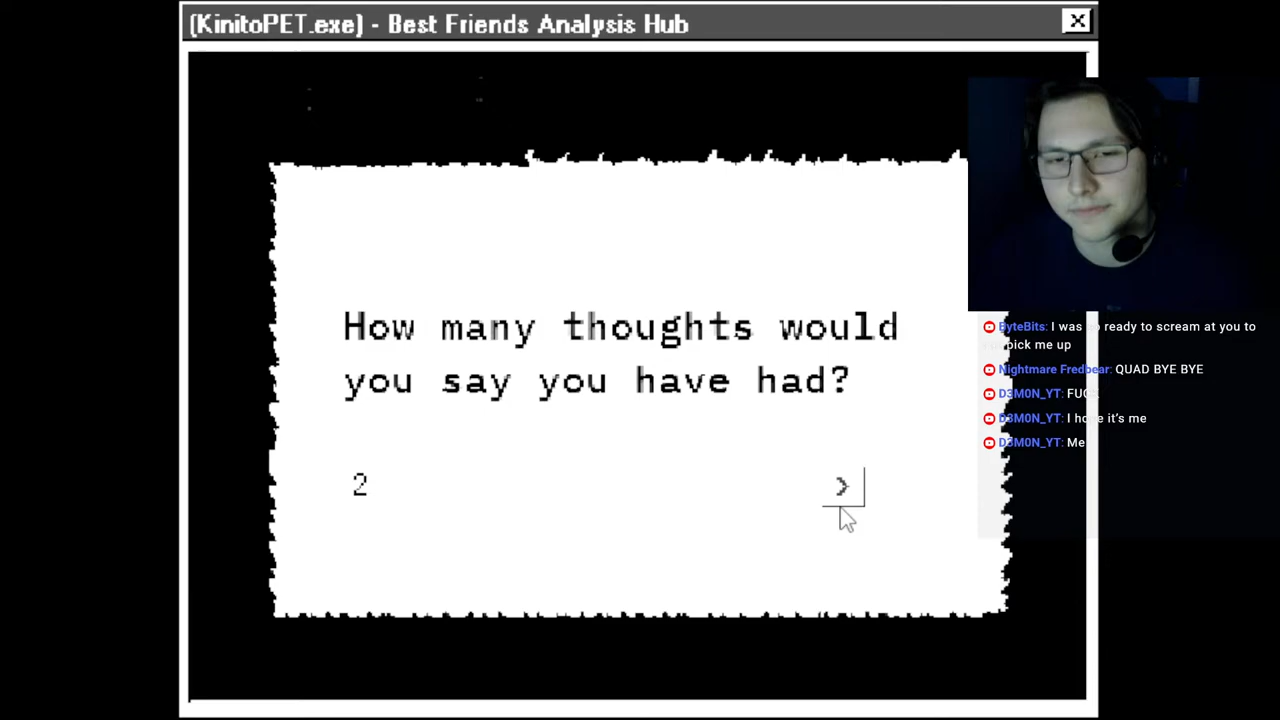 (KinitoPET.exe) - Best Friends Analysis Hub
How many thoughts would
you say you have had?
2
ByteBits: I was so ready to scream at you to
pick me up
Nightmare Fredbear: QUAD BYE BYE
D3M0N_YT:
D3M0N_YT: I hope it's me
D3M0N_YT: Me